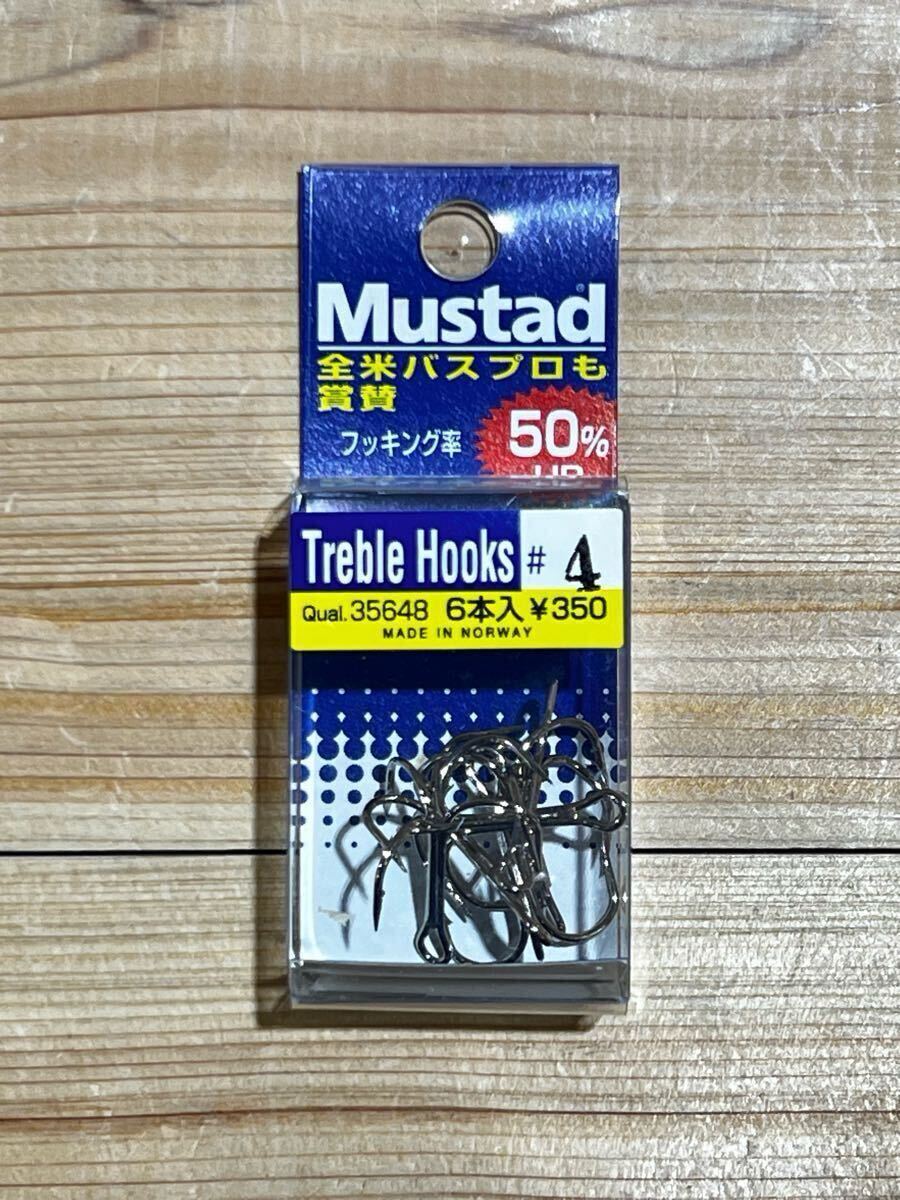 Mustad®
全米バスプロも
賞賛
フッキング率 50%
UP
Treble Hooks # 4
Qual.35648 6本入 ¥350
MADE IN NORWAY